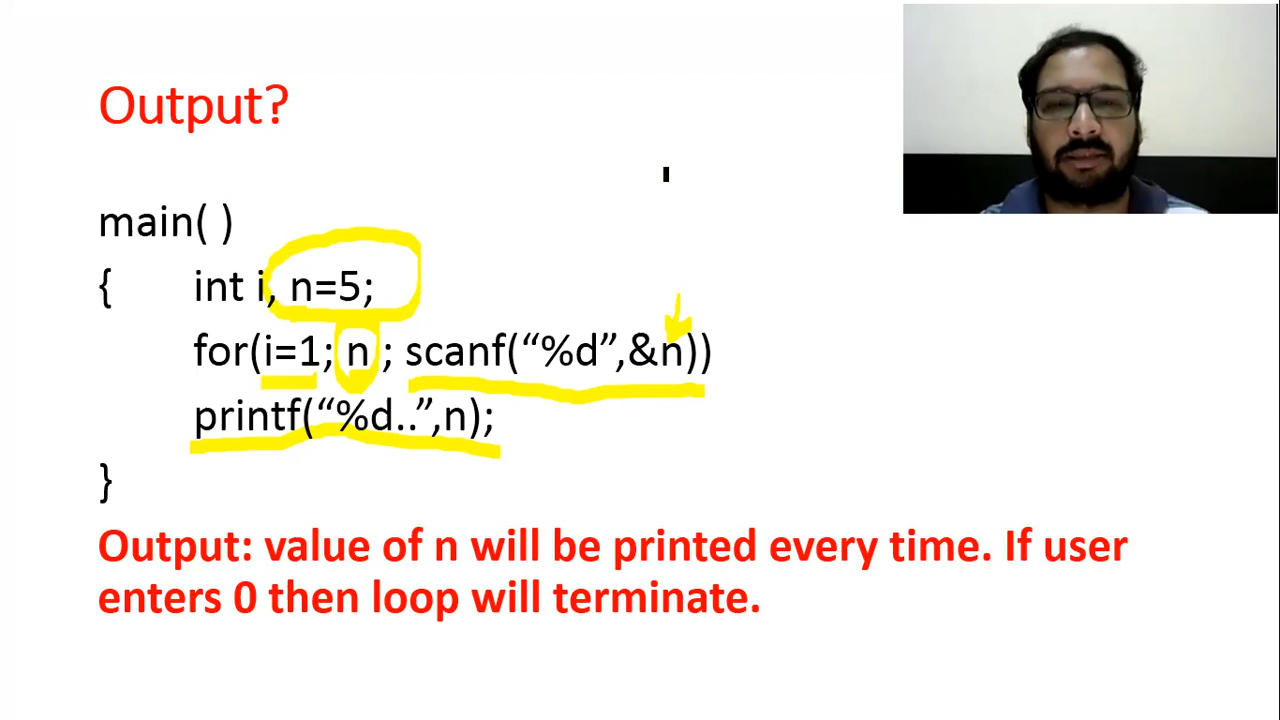 Output?
main( )
{ int i, n=5;
for(i=1; n ; scanf(“%d”,&n))
printf(“%d..”,n);
}
Output: value of n will be printed every time. If user
enters 0 then loop will terminate.